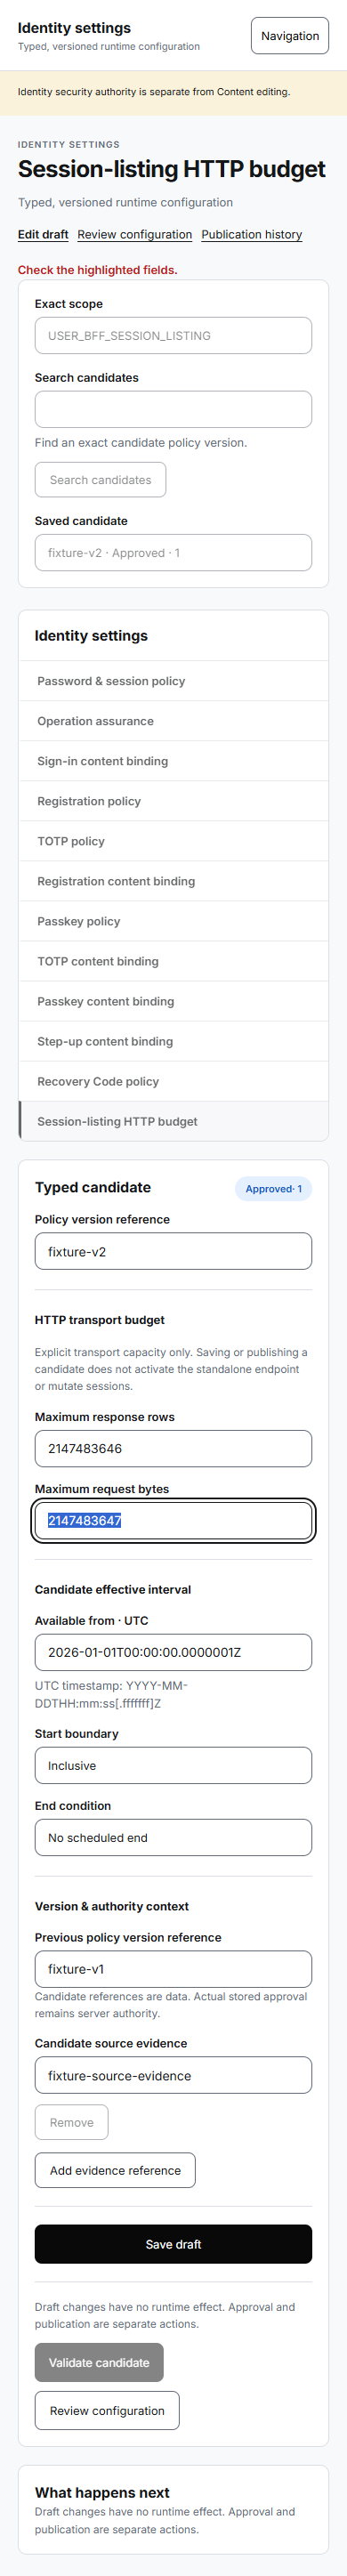 Identity settings
Typed, versioned runtime configuration
Navigation
Identity security authority is separate from Content editing.
IDENTITY SETTINGS
Session-listing HTTP budget
Typed, versioned runtime configuration
Edit draft Review configuration Publication history
Check the highlighted fields.
Exact scope
USER_BFF_SESSION_LISTING
Search candidates
Find an exact candidate policy version.
Search candidates
Saved candidate
fixture-v2 · Approved · 1
Identity settings
Password & session policy
Operation assurance
Sign-in content binding
Registration policy
TOTP policy
Registration content binding
Passkey policy
TOTP content binding
Passkey content binding
Step-up content binding
Recovery Code policy
Session-listing HTTP budget
Typed candidate
Approved· 1
Policy version reference
fixture-v2
HTTP transport budget
Explicit transport capacity only. Saving or publishing a
candidate does not activate the standalone endpoint
or mutate sessions.
Maximum response rows
2147483646
Maximum request bytes
2147483647
Candidate effective interval
Available from · UTC
2026-01-01T00:00:00.0000001Z
UTC timestamp: YYYY-MM-
DDTHH:mm:ss[.fffffff]Z
Start boundary
Inclusive
End condition
No scheduled end
Version & authority context
Previous policy version reference
fixture-v1
Candidate references are data. Actual stored approval
remains server authority.
Candidate source evidence
fixture-source-evidence
Remove
Add evidence reference
Save draft
Draft changes have no runtime effect. Approval and
publication are separate actions.
Validate candidate
Review configuration
What happens next
Draft changes have no runtime effect. Approval and
publication are separate actions.